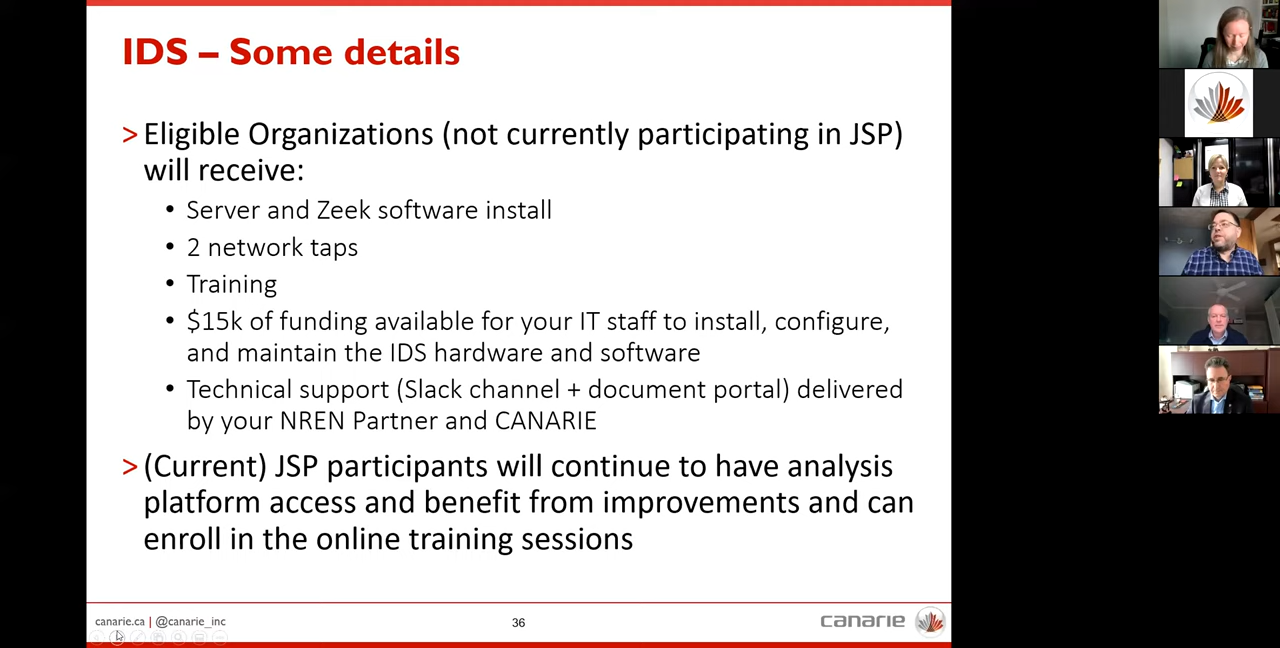 IDS – Some details
> Eligible Organizations (not currently participating in JSP)
will receive:
• Server and Zeek software install
• 2 network taps
• Training
• $15k of funding available for your IT staff to install, configure,
and maintain the IDS hardware and software
• Technical support (Slack channel + document portal) delivered
by your NREN Partner and CANARIE
> (Current) JSP participants will continue to have analysis
platform access and benefit from improvements and can
enroll in the online training sessions
canarie.ca | @canarie_inc
36
canarie